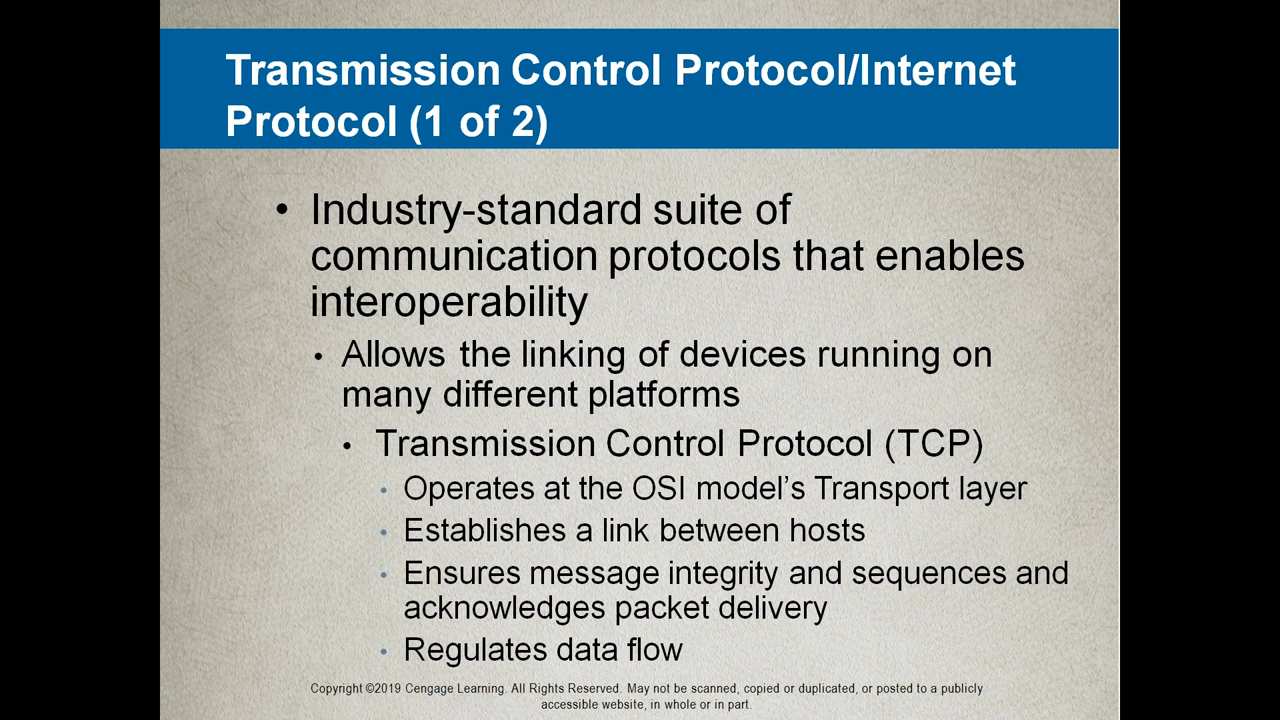 Transmission Control Protocol/Internet
Protocol (1 of 2)
• Industry-standard suite of
communication protocols that enables
interoperability
• Allows the linking of devices running on
many different platforms
• Transmission Control Protocol (TCP)
• Operates at the OSI model’s Transport layer
• Establishes a link between hosts
• Ensures message integrity and sequences and
acknowledges packet delivery
• Regulates data flow
Copyright ©2019 Cengage Learning. All Rights Reserved. May not be scanned, copied or duplicated, or posted to a publicly
accessible website, in whole or in part.